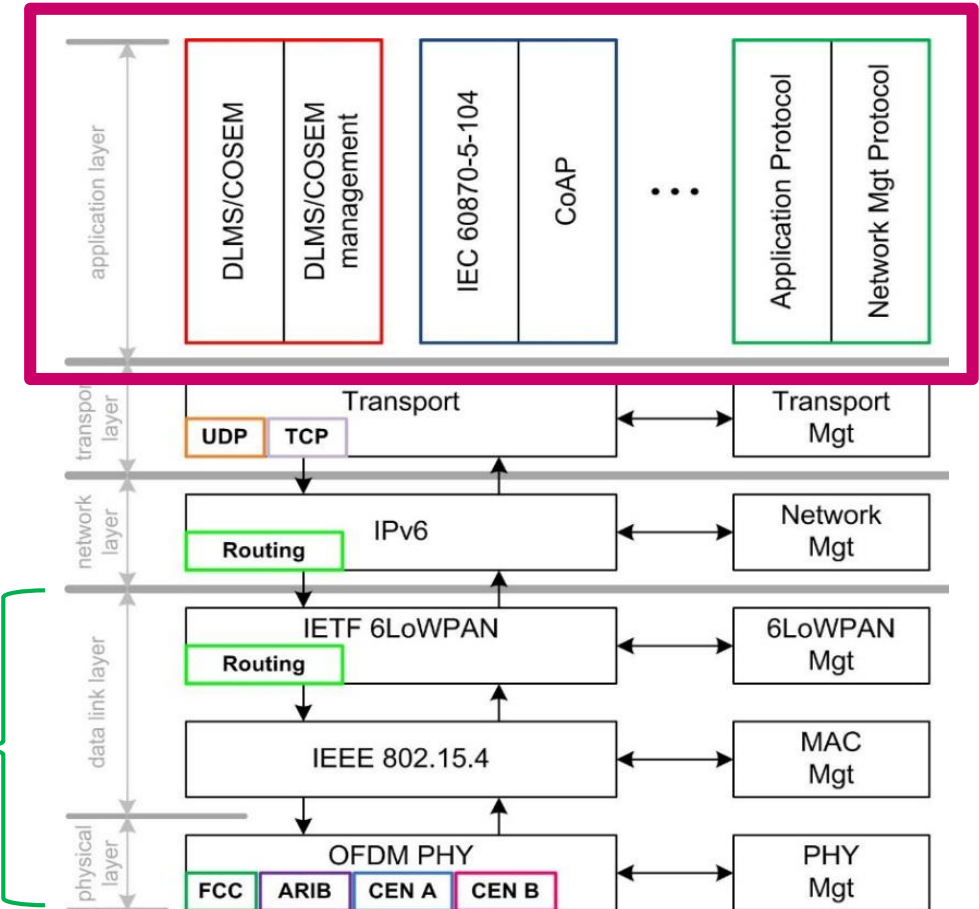 application layer
DLMS/COSEM
DLMS/COSEM
management
IEC 60870-5-104
CoAP
...
Application Protocol
Network Mgt Protocol
transport
layer
Transport
UDP
TCP
Transport
Mgt
network
layer
IPv6
Routing
Network
Mgt
data link layer
IETF 6LoWPAN
Routing
6LoWPAN
Mgt
IEEE 802.15.4
MAC
Mgt
physical
layer
OFDM PHY
FCC
ARIB
CEN A
CEN B
PHY
Mgt